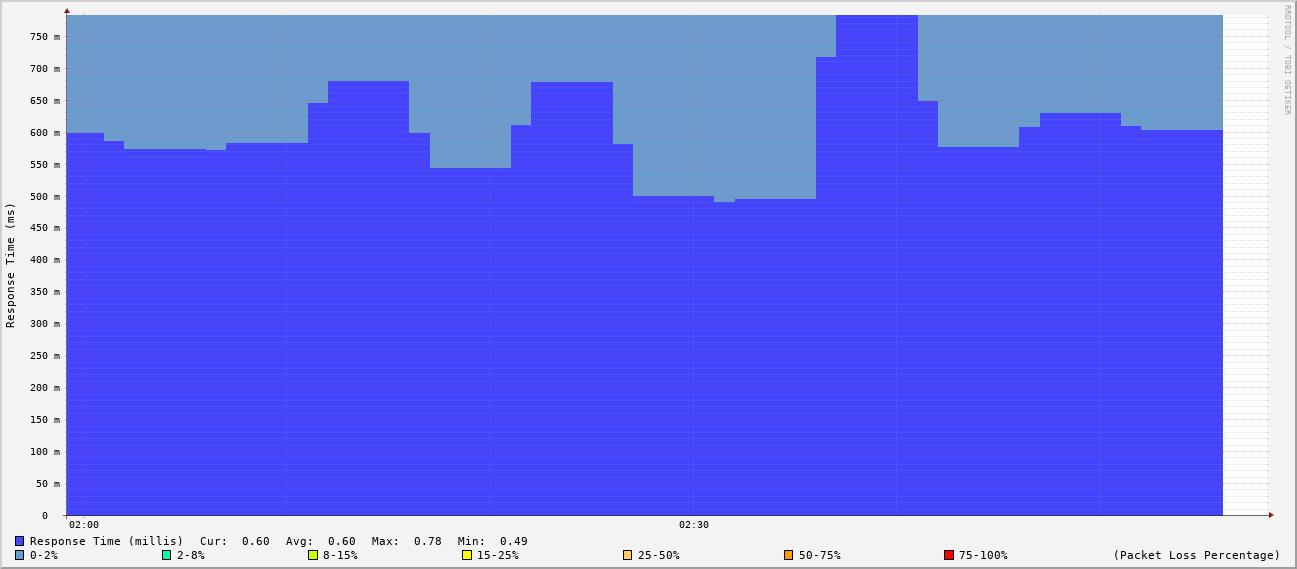 RRDTOOL / TOBI OETIKER
Response Time (ms)
750 m
700 m
650 m
600 m
550 m
500 m
450 m
400 m
350 m
300 m
250 m
200 m
150 m
100 m
50 m
0
02:00 02:30
Response Time (millis) Cur: 0.60 Avg: 0.60 Max: 0.78 Min: 0.49
0-2% 2-8% 8-15% 15-25% 25-50% 50-75% 75-100% (Packet Loss Percentage)